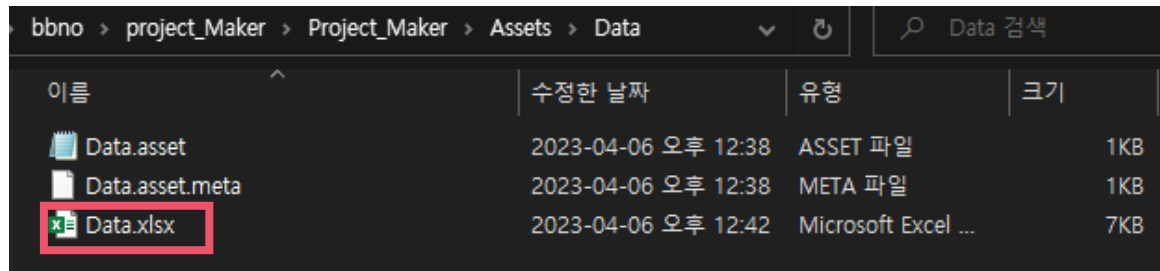 bbno > project_Maker > Project_Maker > Assets > Data Data 검색
이름 수정한 날짜 유형 크기
Data.asset 2023-04-06 오후 12:38 ASSET 파일 1KB
Data.asset.meta 2023-04-06 오후 12:38 META 파일 1KB
Data.xlsx 2023-04-06 오후 12:42 Microsoft Excel ... 7KB